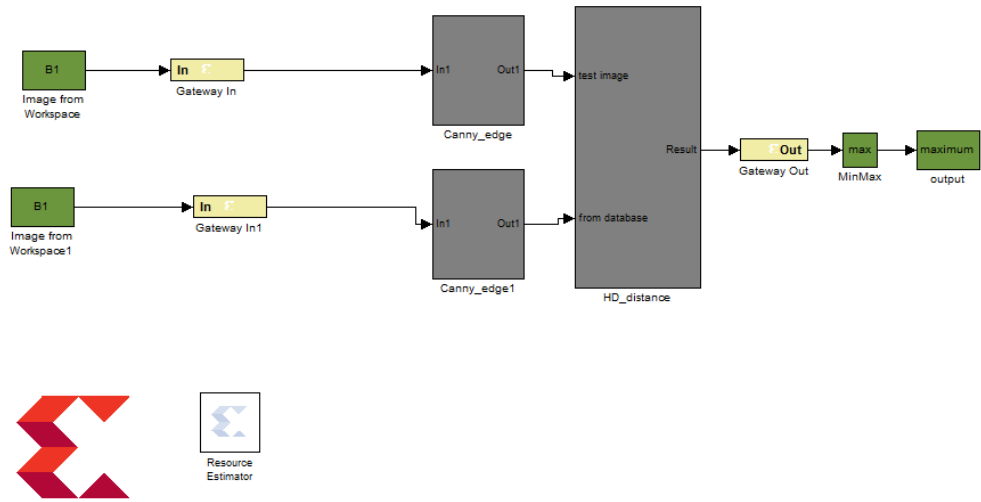 B1
Image from
Workspace
In
Gateway In
In1
Out1
Canny_edge
test image
from database
Result
HD_distance
Out
Gateway Out
max
MinMax
maximum
output
B1
Image from
Workspace1
In
Gateway In1
In1
Out1
Canny_edge1
Resource
Estimator